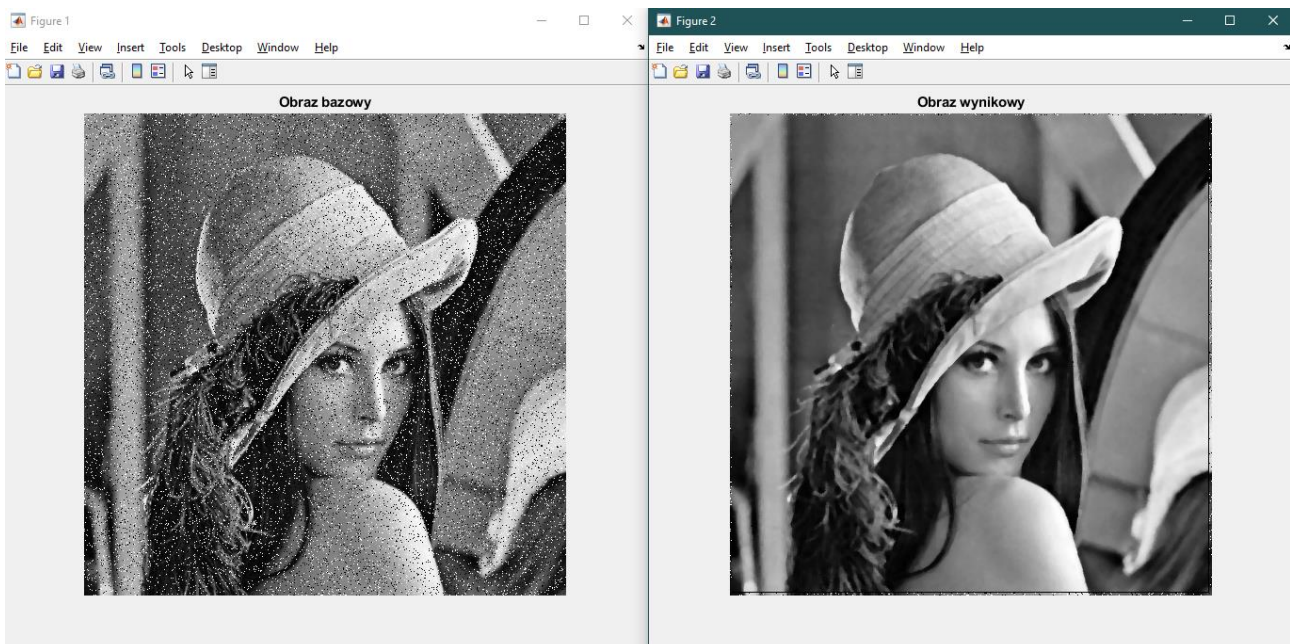 Figure 1
File Edit View Insert Tools Desktop Window Help
Obraz bazowy
Figure 2
File Edit View Insert Tools Desktop Window Help
Obraz wynikowy